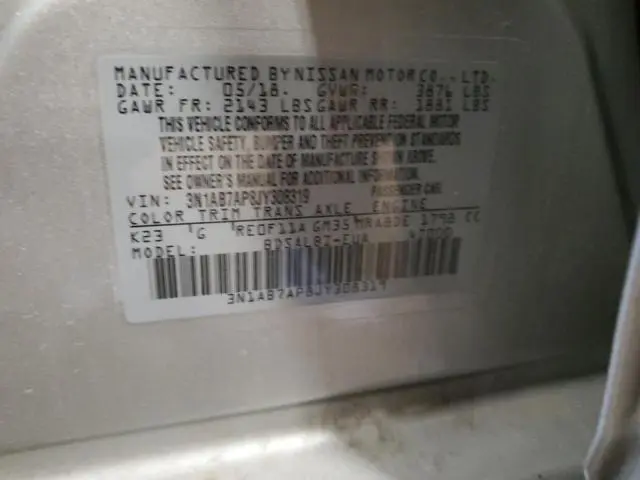 MANUFACTURED BY NISSAN MOTOR CO., LTD.
DATE: 05/18. GVWR: 3876 LBS
GAWR FR: 2143 LBS GAWR RR: 1881 LBS
THIS VEHICLE CONFORMS TO ALL APPLICABLE FEDERAL MOTOR
VEHICLE SAFETY, BUMPER AND THEFT PREVENTION STANDARDS
IN EFFECT ON THE DATE OF MANUFACTURE SHOWN ABOVE.
SEE OWNER'S MANUAL FOR ADDITIONAL INFORMATION.
VIN: 3N1AB7AP8JY308319 PASSENGER CAR
COLOR TRIM TRANS AXLE ENGINE
K23 G RE0F11A GM35 MRA8DE 1798 CC
MODEL:
3N1AB7AP8JY308319